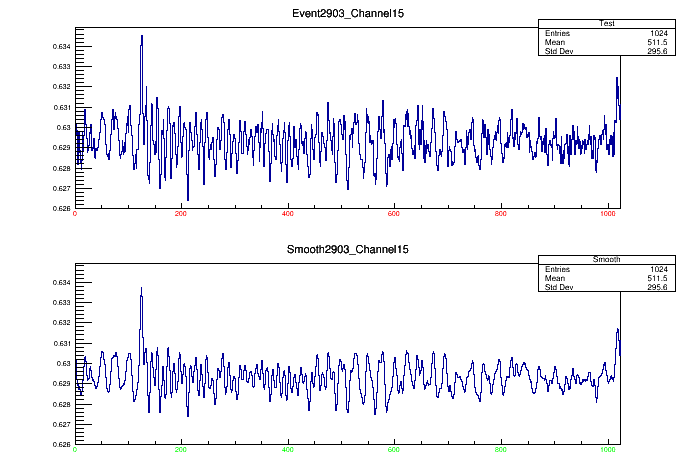 Event2903_Channel15
Test
Entries 1024
Mean 511.5
Std Dev 295.6
0.634
0.633
0.632
0.631
0.63
0.629
0.628
0.627
0.626
0 200 400 600 800 1000
Smooth2903_Channel15
Smooth
Entries 1024
Mean 511.5
Std Dev 295.6
0.634
0.633
0.632
0.631
0.63
0.629
0.628
0.627
0.626
0 200 400 600 800 1000